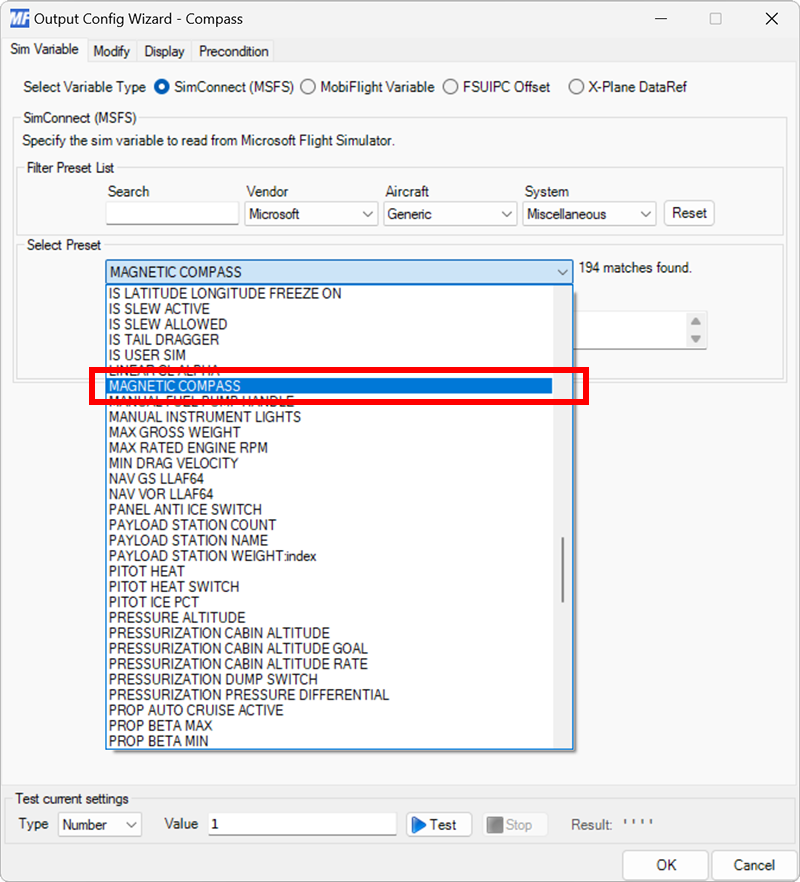 MF Output Config Wizard - Compass
Sim Variable Modify Display Precondition
Select Variable Type SimConnect (MSFS) MobiFlight Variable FSUIPC Offset X-Plane DataRef
SimConnect (MSFS)
Specify the sim variable to read from Microsoft Flight Simulator.
Filter Preset List
Search Vendor Aircraft System
Microsoft Generic Miscellaneous Reset
Select Preset
MAGNETIC COMPASS 194 matches found.
IS LATITUDE LONGITUDE FREEZE ON
IS SLEW ACTIVE
IS SLEW ALLOWED
IS TAIL DRAGGER
IS USER SIM
LINEAR CL ALPHA
MAGNETIC COMPASS
MANUAL FUEL PUMP HANDLE
MANUAL INSTRUMENT LIGHTS
MAX GROSS WEIGHT
MAX RATED ENGINE RPM
MIN DRAG VELOCITY
NAV GS LLAF64
NAV VOR LLAF64
PANEL ANTI ICE SWITCH
PAYLOAD STATION COUNT
PAYLOAD STATION NAME
PAYLOAD STATION WEIGHT:index
PITOT HEAT
PITOT HEAT SWITCH
PITOT ICE PCT
PRESSURE ALTITUDE
PRESSURIZATION CABIN ALTITUDE
PRESSURIZATION CABIN ALTITUDE GOAL
PRESSURIZATION CABIN ALTITUDE RATE
PRESSURIZATION DUMP SWITCH
PRESSURIZATION PRESSURE DIFFERENTIAL
PROP AUTO CRUISE ACTIVE
PROP BETA MAX
PROP BETA MIN
Test current settings
Type Number Value 1 Test Stop Result: ' ' ' '
OK Cancel